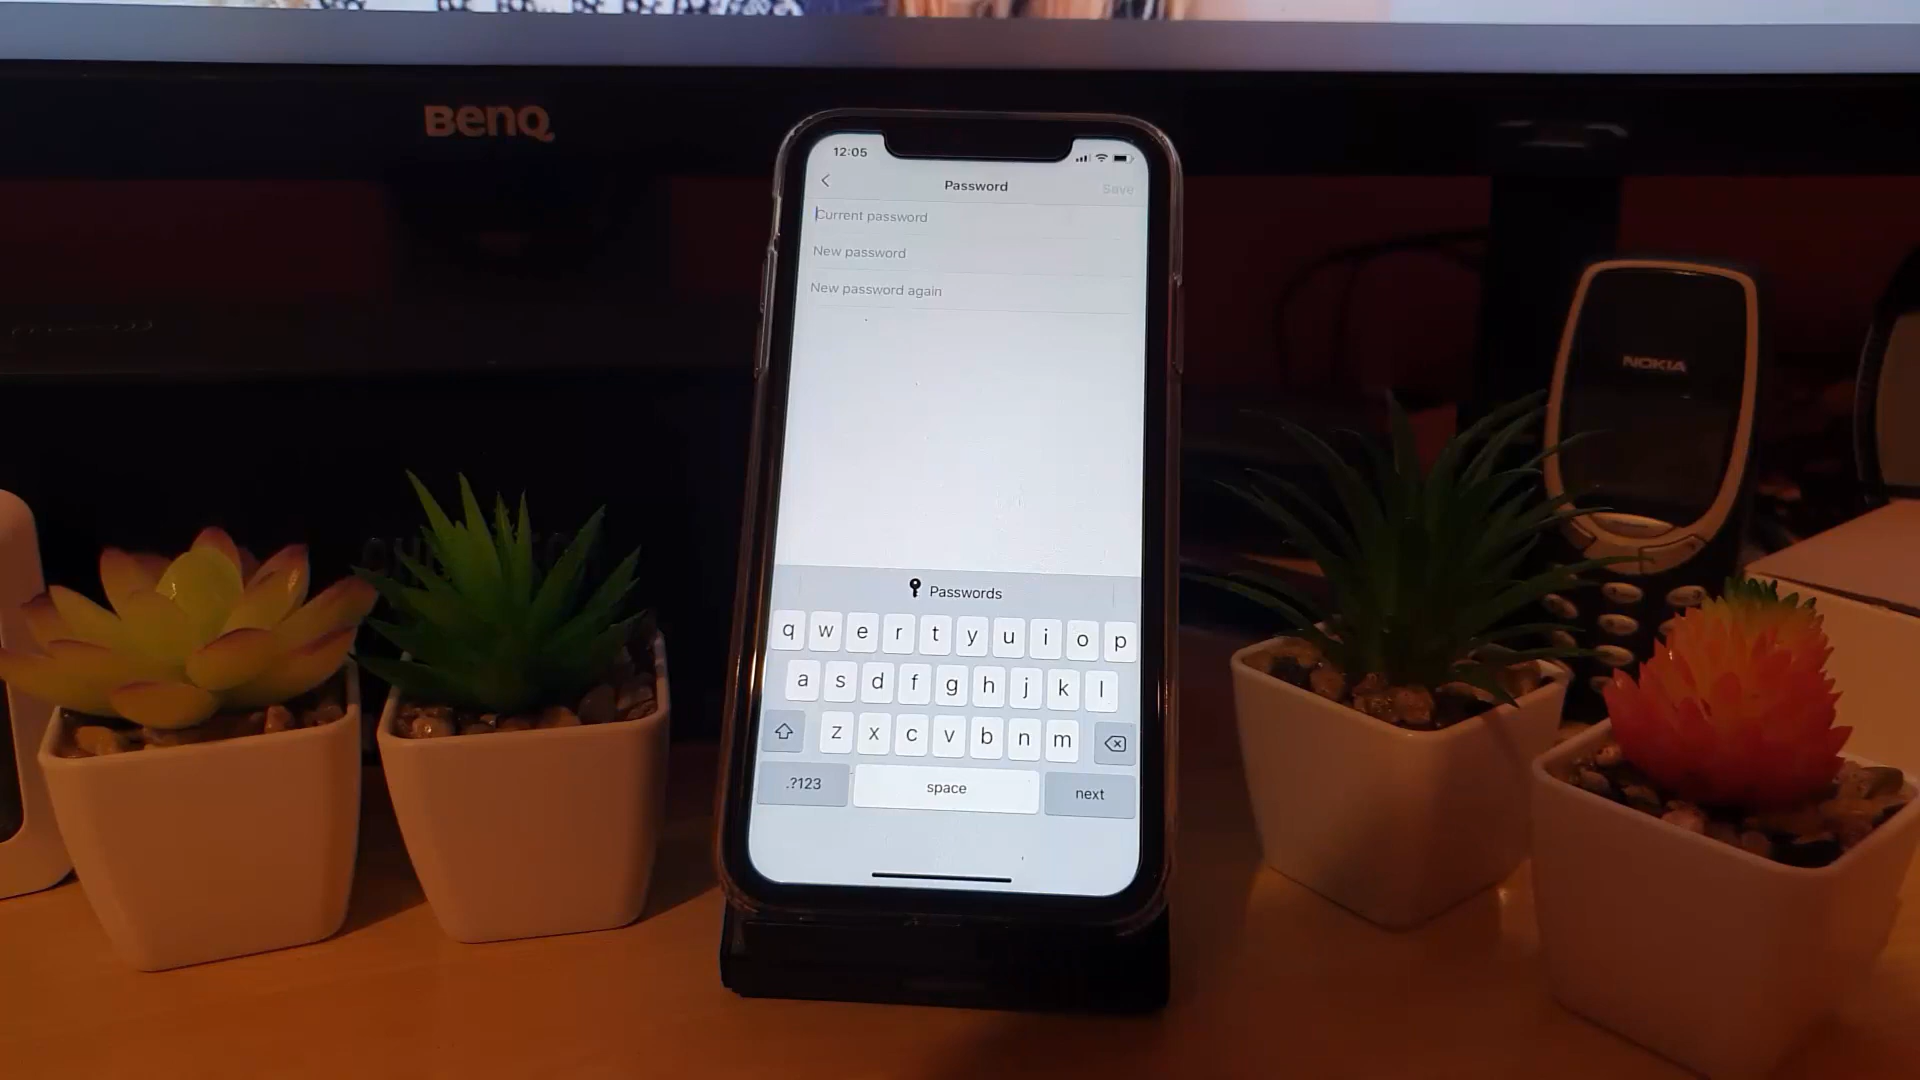 BenQ
12:05
Password
Save
Current password
New password
New password again
NOKIA
Passwords
q w e r t y u i o p
a s d f g h j k l
z x c v b n m
.?123
space
next